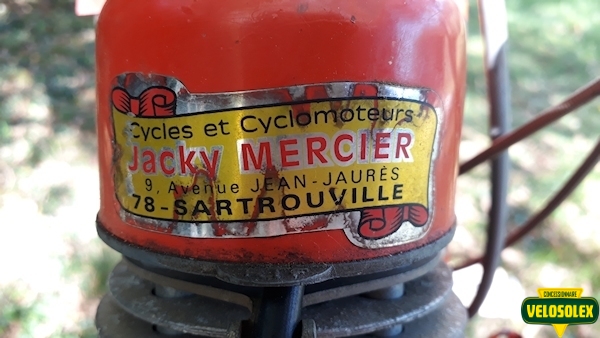 Cycles et Cyclomoteurs
Jacky MERCIER
9, Avenue JEAN-JAURÈS
78-SARTROUVILLE
CONCESSIONNAIRE
VELOSOLEX